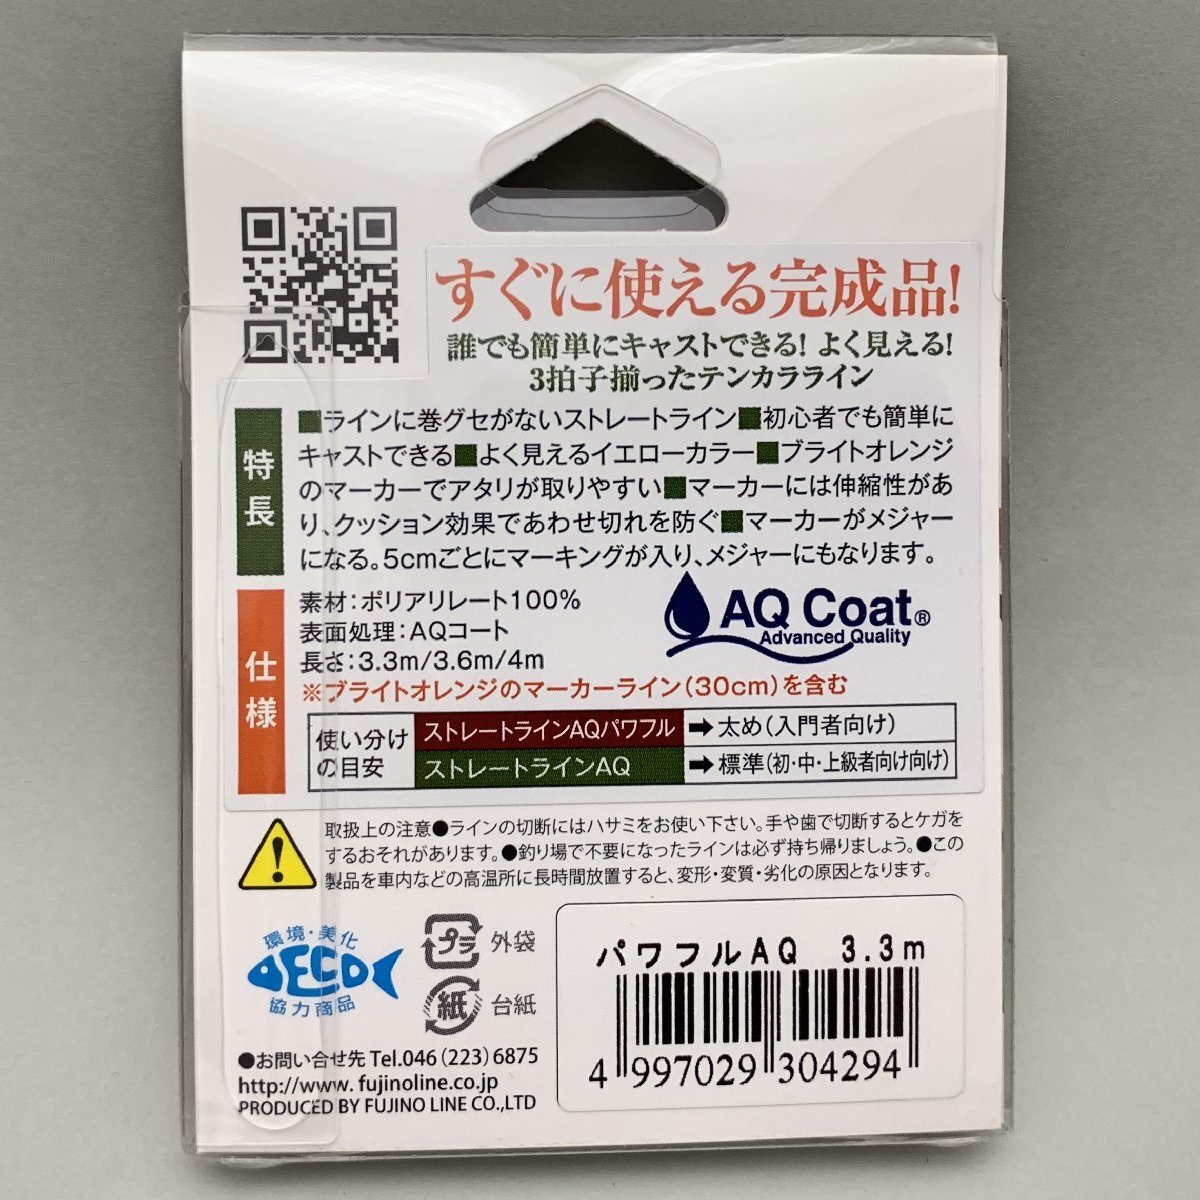 すぐに使える完成品!
誰でも簡単にキャストできる! よく見える!
3拍子揃ったテンカラライン
特長
■ラインに巻グセがないストレートライン■初心者でも簡単に
キャストできる■よく見えるイエローカラー■ブライトオレンジ
のマーカーでアタリが取りやすい■マーカーには伸縮性があ
り、クッション効果であわせ切れを防ぐ■マーカーがメジャー
になる。5cmごとにマーキングが入り、メジャーにもなります。
仕様
素材:ポリアリレート100%
表面処理:AQコート
長さ:3.3m/3.6m/4m
AQ Coat®
Advanced Quality
※ブライトオレンジのマーカーライン(30cm)を含む
使い分け
の目安
ストレートラインAQパワフル ➡太め(入門者向け)
ストレートラインAQ ➡標準(初・中・上級者向け向け)
取扱上の注意●ラインの切断にはハサミをお使い下さい。手や歯で切断するとケガを
するおそれがあります。●釣り場で不要になったラインは必ず持ち帰りましょう。●この
製品を車内などの高温所に長時間放置すると、変形・変質・劣化の原因となります。
環境・美化
DECO
協力商品
プラ 外袋
紙 台紙
●お問い合せ先 Tel.046(223)6875
http://www.fujinoline.co.jp
PRODUCED BY FUJINO LINE CO.,LTD
パワフルAQ 3.3m
4 997029 304294